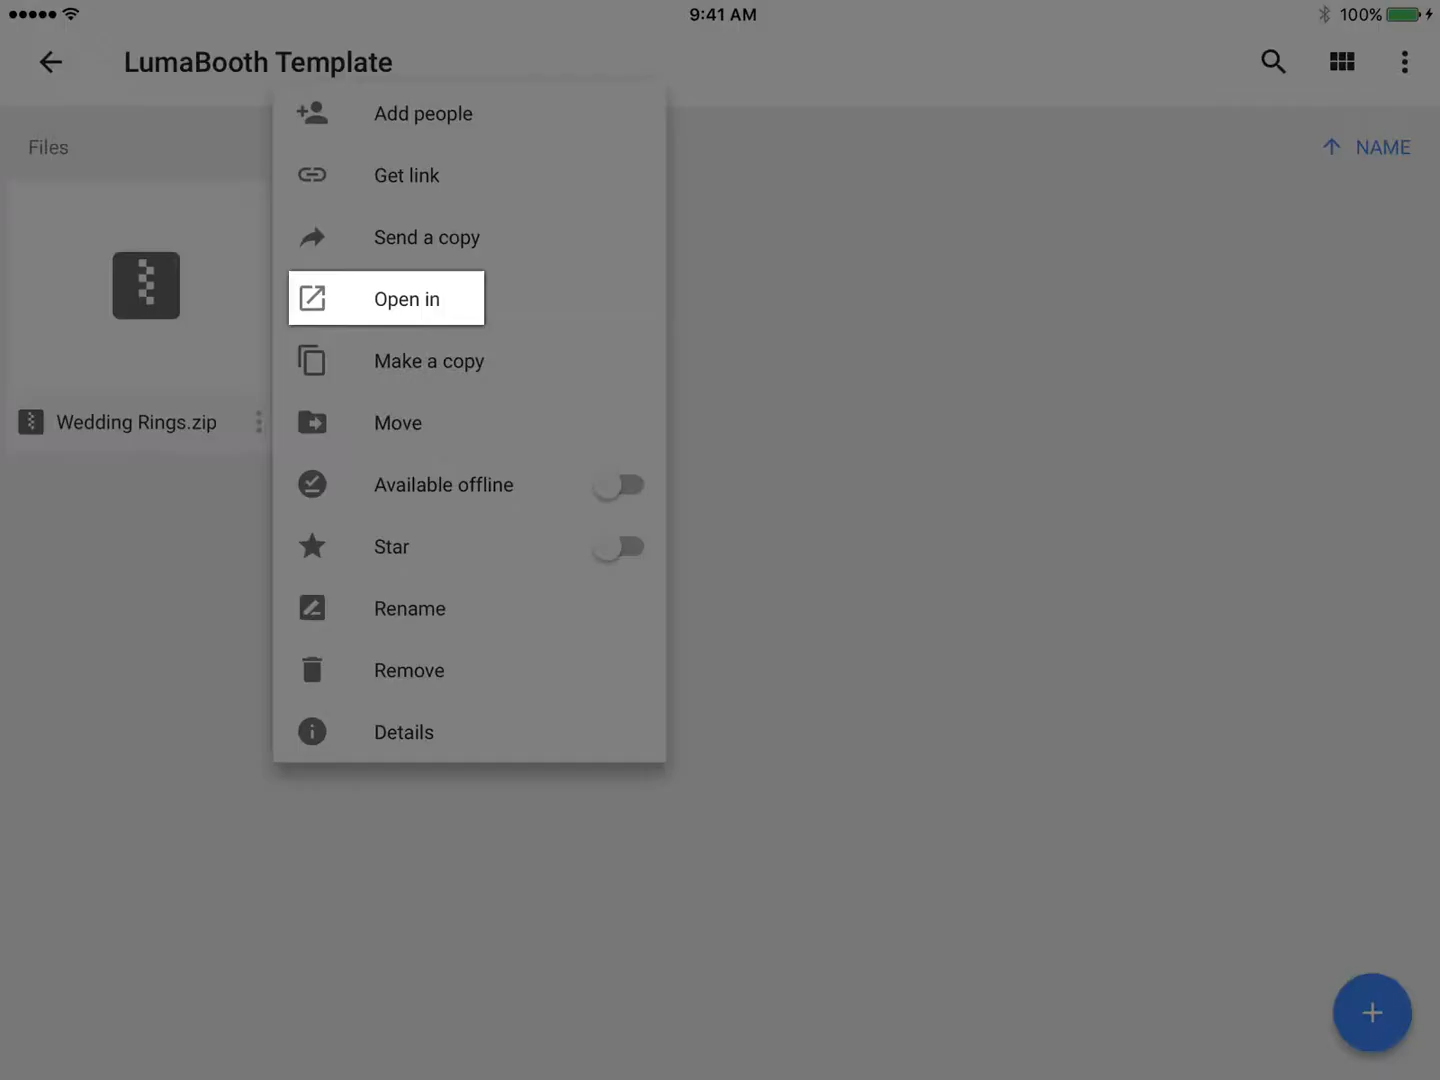 9:41 AM
100%
LumaBooth Template
Files
NAME
Add people
Get link
Send a copy
Open in
Make a copy
Move
Available offline
Star
Rename
Remove
Details
Wedding Rings.zip